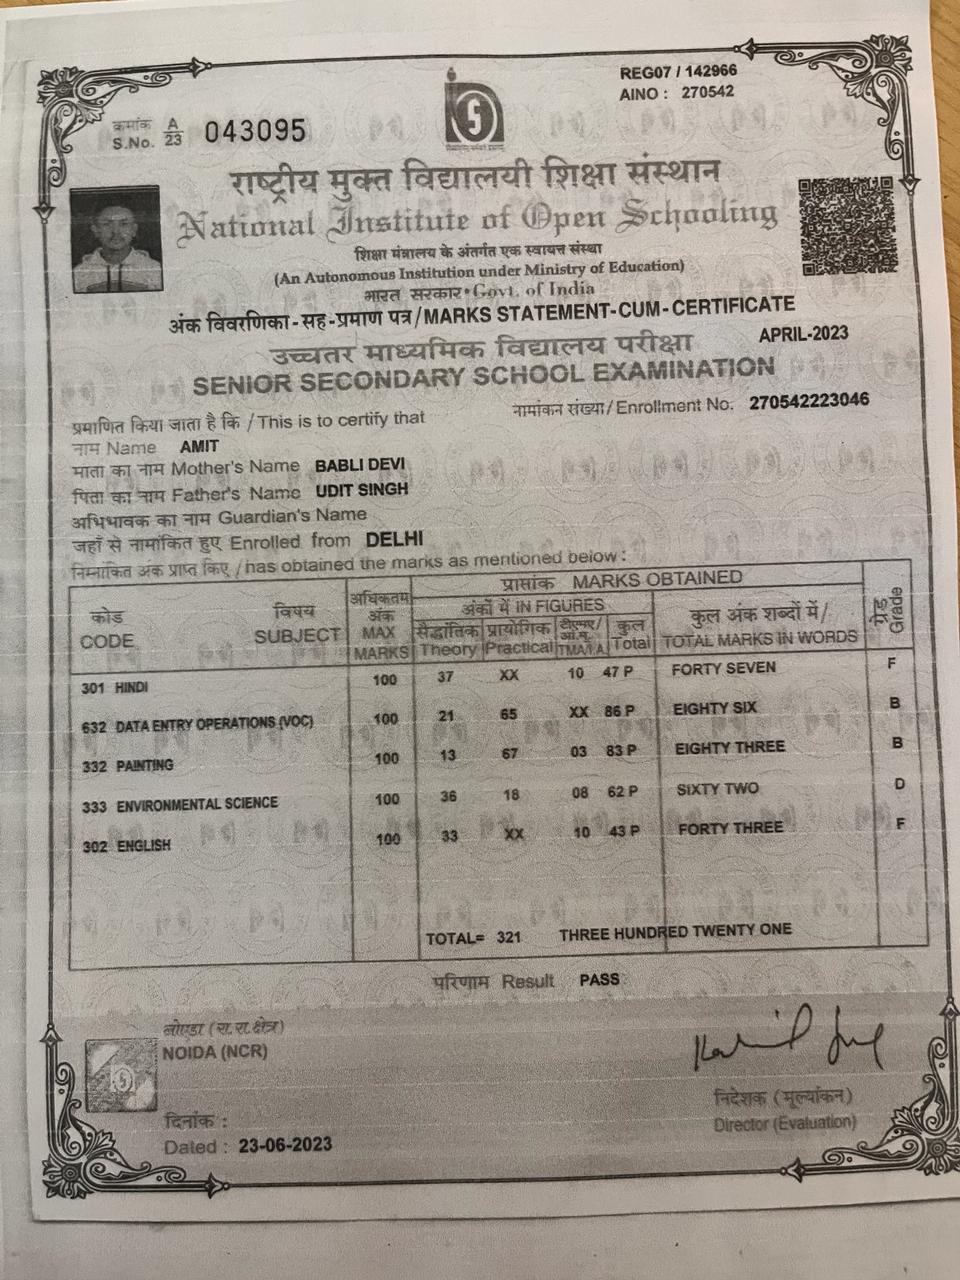 REG07 / 142966
AINO : 270542
क्रमांक A
S.No. 23 043095
राष्ट्रीय मुक्त विद्यालयी शिक्षा संस्थान
National Institute of Open Schooling
शिक्षा मंत्रालय के अंतर्गत एक स्वायत्त संस्था
(An Autonomous Institution under Ministry of Education)
भारत सरकार • Govt. of India
अंक विवरणिका - सह - प्रमाण पत्र / MARKS STATEMENT-CUM-CERTIFICATE
उच्चतर माध्यमिक विद्यालय परीक्षा APRIL-2023
SENIOR SECONDARY SCHOOL EXAMINATION
प्रमाणित किया जाता है कि / This is to certify that नामांकन संख्या / Enrollment No. 270542223046
नाम Name AMIT
माता का नाम Mother's Name BABLI DEVI
पिता का नाम Father's Name UDIT SINGH
अभिभावक का नाम Guardian's Name
जहाँ से नामांकित हुए Enrolled from DELHI
निम्नांकित अंक प्राप्त किए / has obtained the marks as mentioned below :
कोड CODE
विषय SUBJECT
अधिकतम अंक MAX MARKS
प्राप्तांक MARKS OBTAINED
अंकों में IN FIGURES
सैद्धांतिक Theory
प्रायोगिक Practical
टीएमए/ आं.मू. TMA/I.A.
कुल Total
कुल अंक शब्दों में / TOTAL MARKS IN WORDS
ग्रेड Grade
301 HINDI 100 37 XX 10 47 P FORTY SEVEN F
632 DATA ENTRY OPERATIONS (VOC) 100 21 65 XX 86 P EIGHTY SIX B
332 PAINTING 100 13 67 03 83 P EIGHTY THREE B
333 ENVIRONMENTAL SCIENCE 100 36 18 08 62 P SIXTY TWO D
302 ENGLISH 100 33 XX 10 43 P FORTY THREE F
TOTAL= 321 THREE HUNDRED TWENTY ONE
परिणाम Result PASS
नोएडा (रा.रा.क्षेत्र)
NOIDA (NCR)
निदेशक (मूल्यांकन)
Director (Evaluation)
दिनांक :
Dated : 23-06-2023